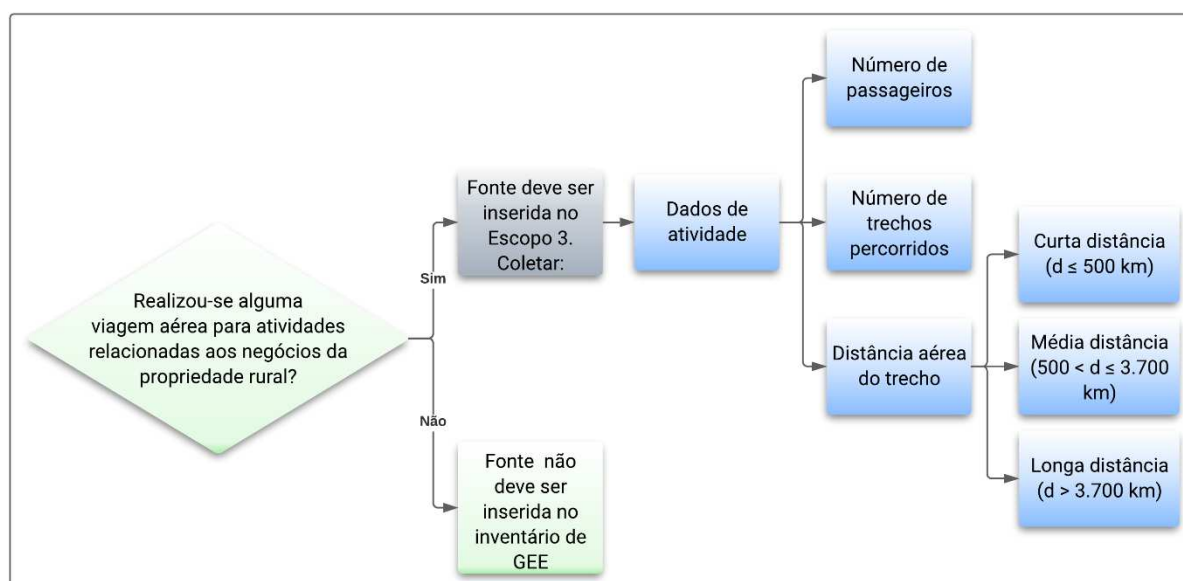 Realizou-se alguma
viagem aérea para atividades
relacionadas aos negócios da
propriedade rural?
Sim
Fonte deve ser
inserida no
Escopo 3.
Coletar:
Dados de
atividade
Número de
passageiros
Número de
trechos
percorridos
Distância aérea
do trecho
Curta distância
(d ≤ 500 km)
Média distância
(500 < d ≤ 3.700
km)
Longa distância
(d > 3.700 km)
Não
Fonte não
deve ser
inserida no
inventário de
GEE